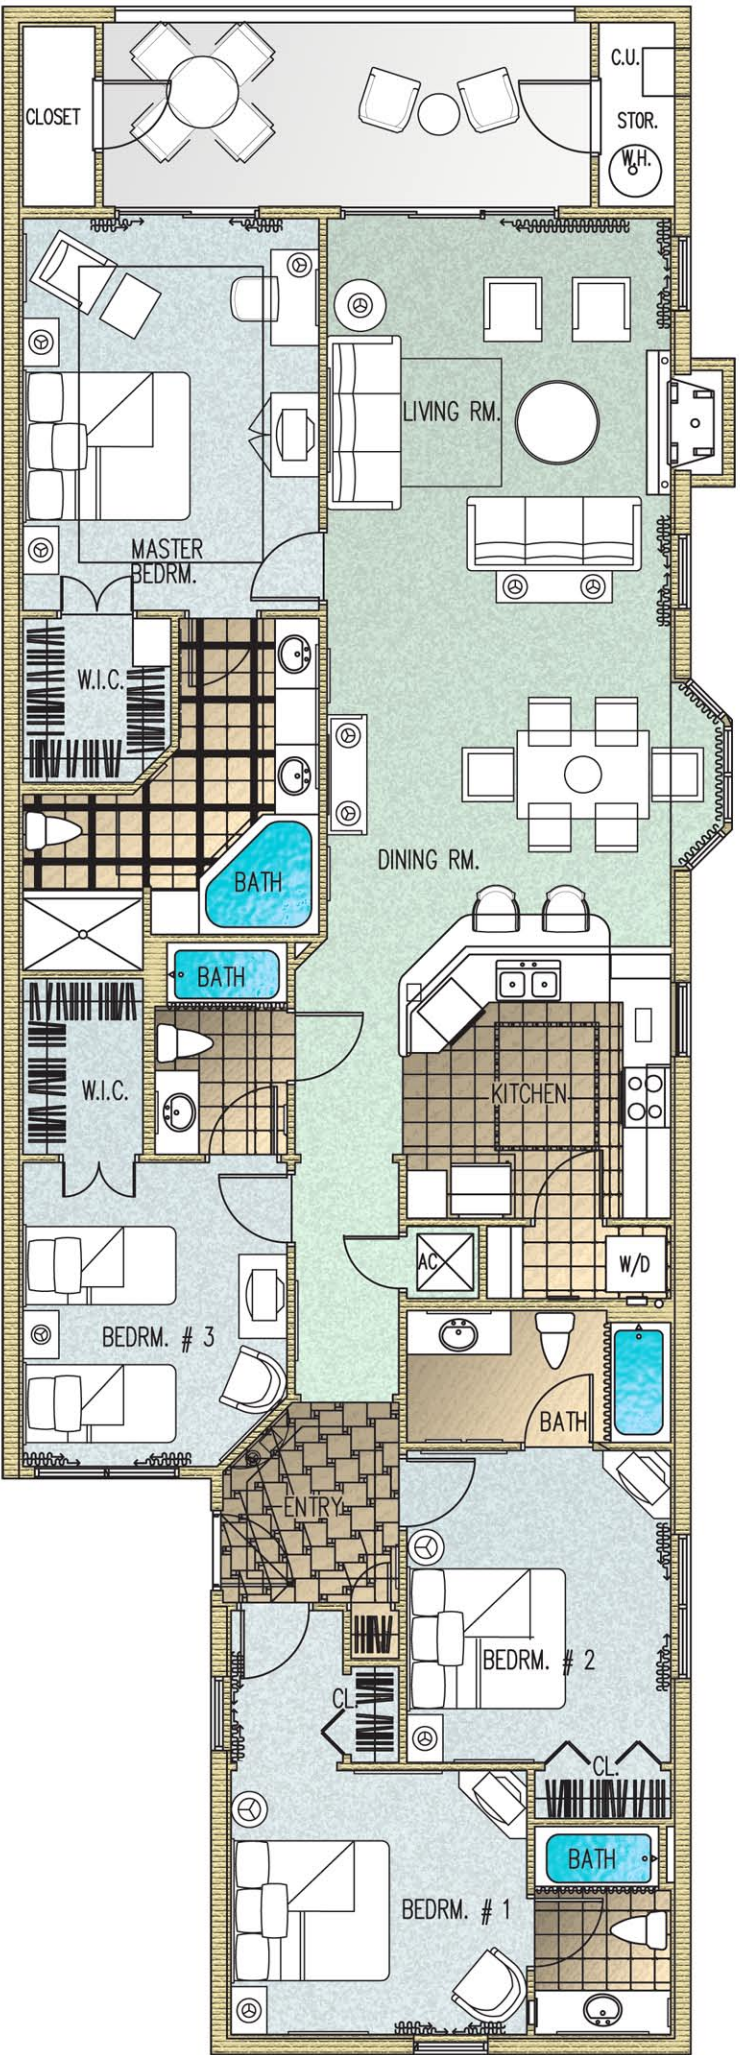 C.U.
CLOSET
STOR.
W.H.
LIVING RM.
MASTER
BEDRM.
W.I.C.
DINING RM.
BATH
BATH
W.I.C.
KITCHEN
AC
W/D
BEDRM. # 3
BATH
ENTRY
BEDRM. # 2
CL.
CL.
BATH
BEDRM. # 1